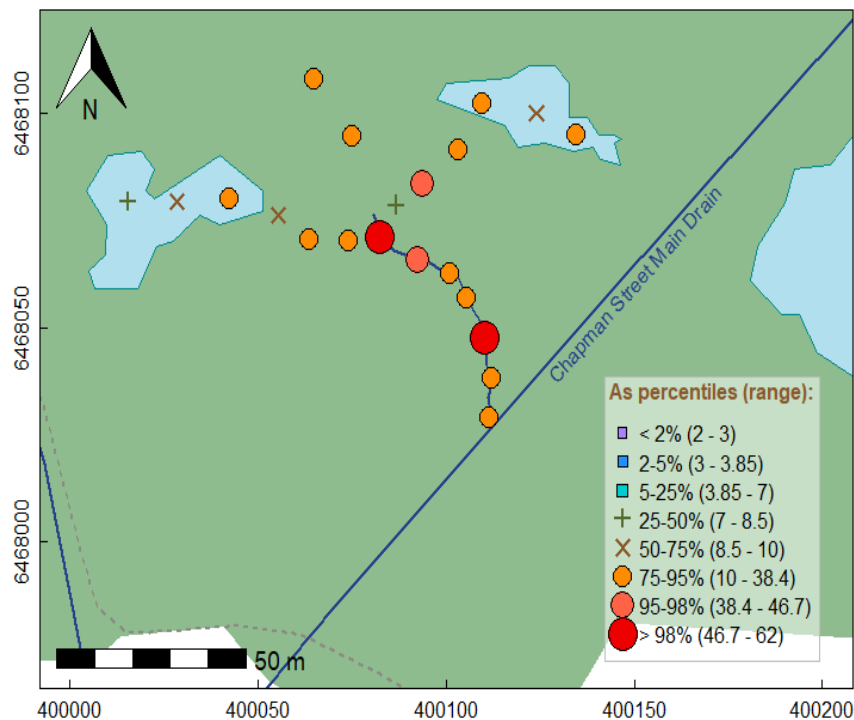 N
6468100
6468050
6468000
Chapman Street Main Drain
As percentiles (range):
< 2% (2 - 3)
2-5% (3 - 3.85)
5-25% (3.85 - 7)
25-50% (7 - 8.5)
50-75% (8.5 - 10)
75-95% (10 - 38.4)
95-98% (38.4 - 46.7)
> 98% (46.7 - 62)
50 m
400000 400050 400100 400150 400200